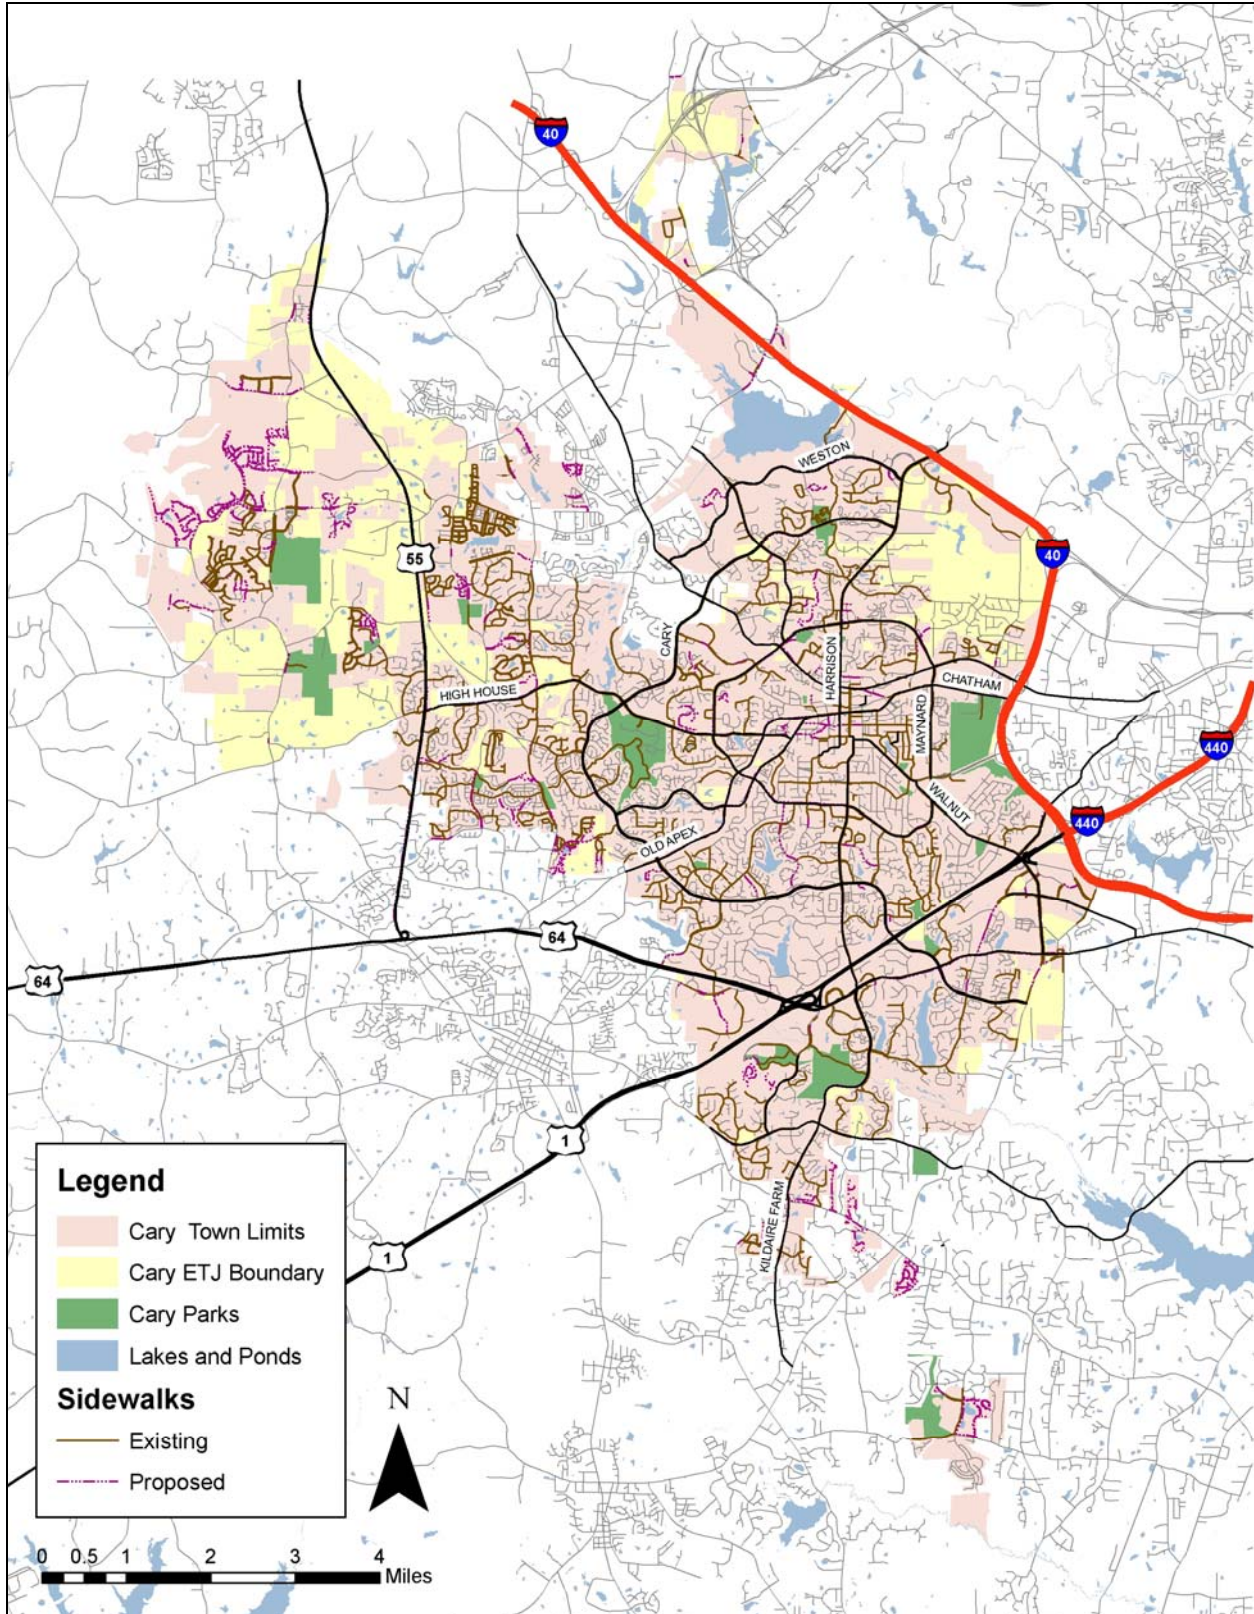 40
WESTON
55
40
CARY
HARRISON
HIGH HOUSE
CHATHAM
MAYNARD
440
WALNUT
440
OLD APEX
64
64
1
KILDAIRE FARM
1
Legend
Cary Town Limits
Cary ETJ Boundary
Cary Parks
Lakes and Ponds
Sidewalks
Existing
Proposed
N
0 0.5 1 2 3 4
Miles